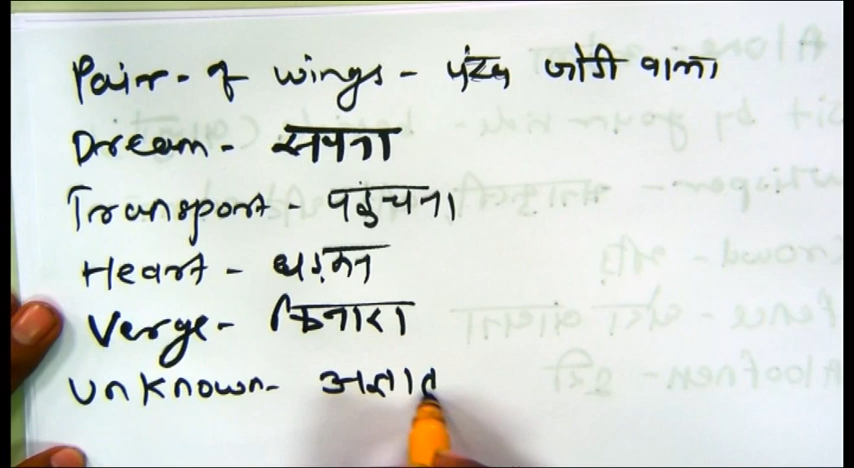 Pair-of wings - पंख जोडी वाला
Dream - सपना
Transport - पहुंचना
Heart - धड़कन
Verge - किनारा
Unknown - अज्ञात